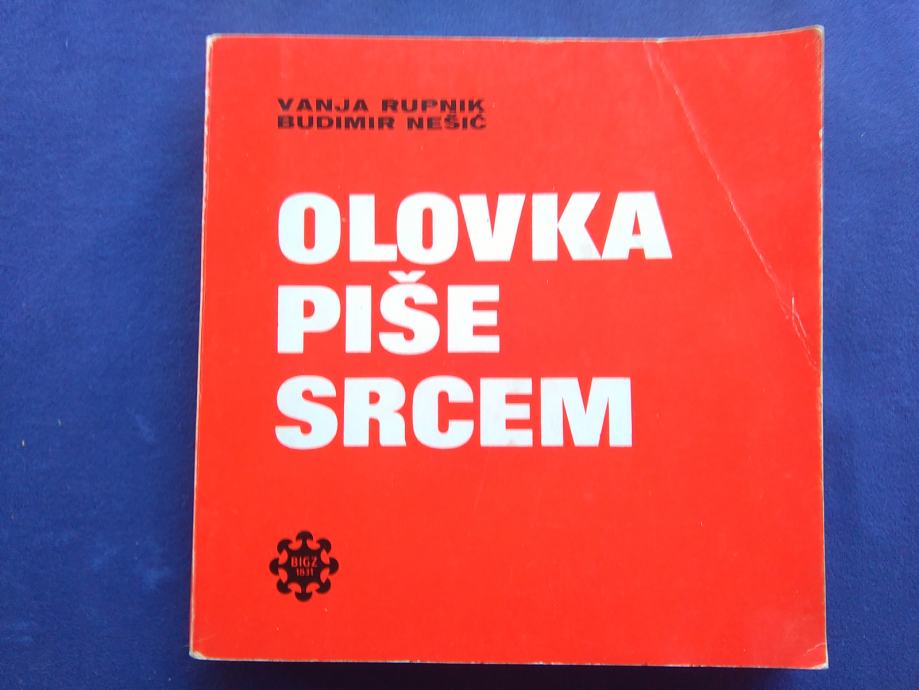 VANJA RUPNIK
BUDIMIR NEŠIĆ
OLOVKA
PIŠE
SRCEM
BIGZ
1831